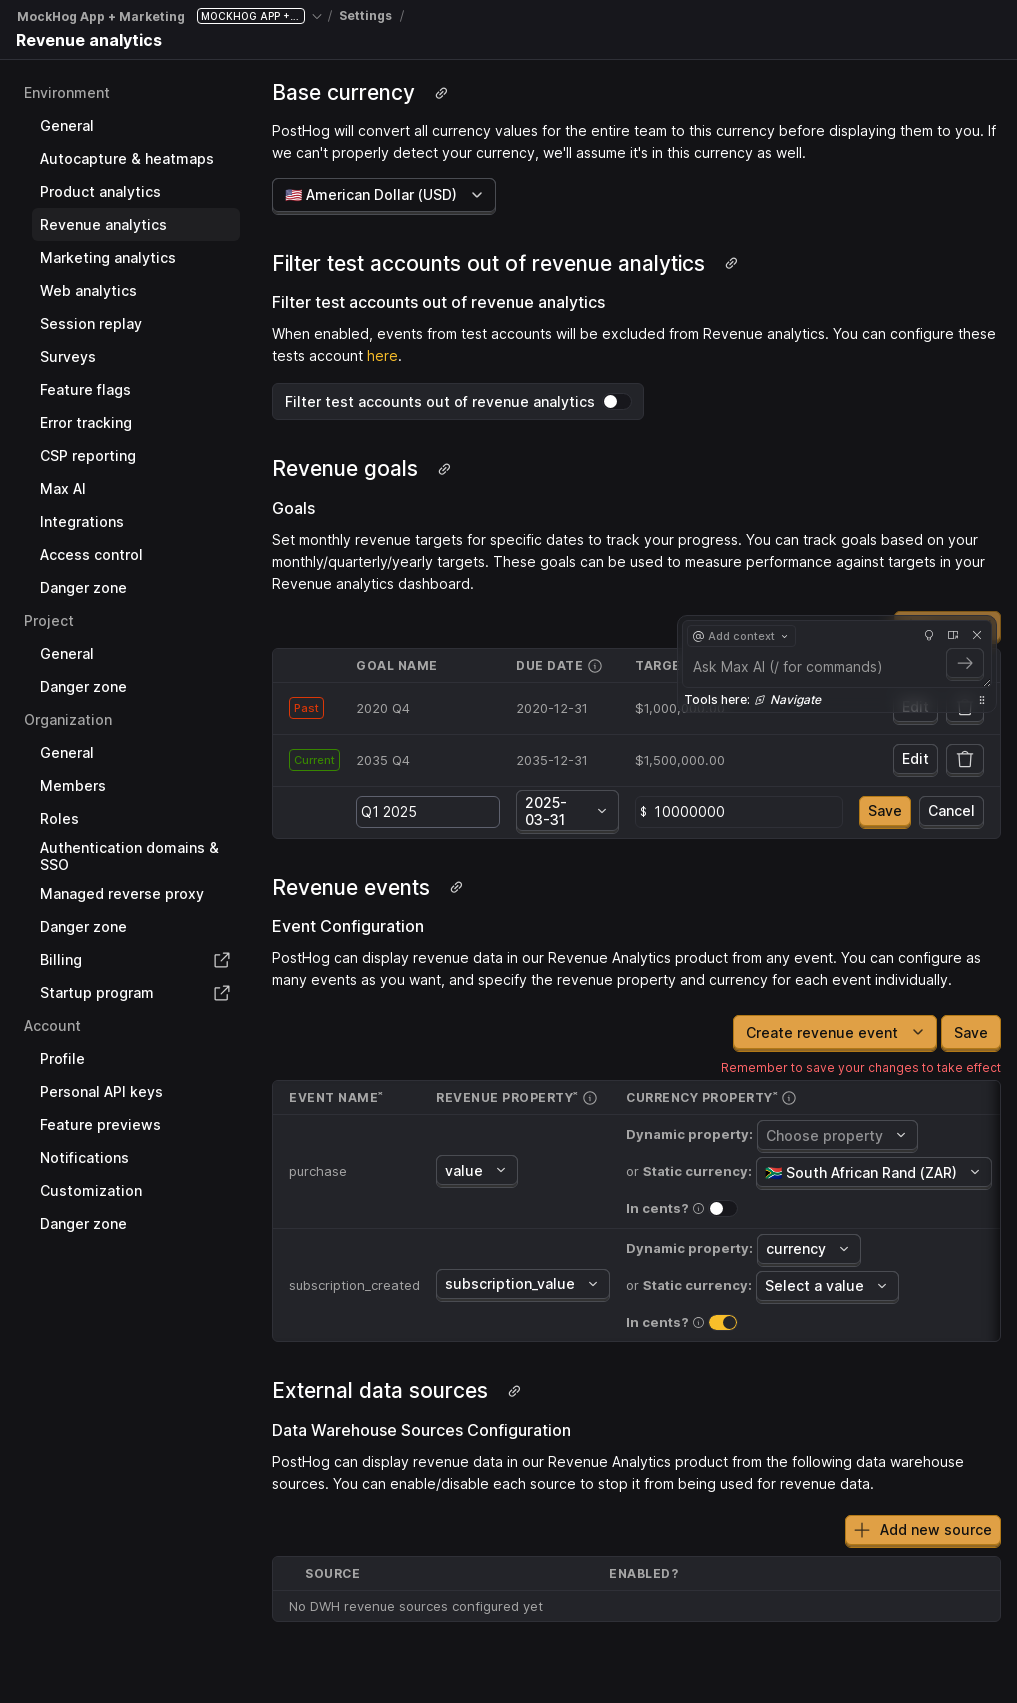 MockHog App + Marketing MOCKHOG APP +... / Settings /
Revenue analytics
Environment
General
Autocapture & heatmaps
Product analytics
Revenue analytics
Marketing analytics
Web analytics
Session replay
Surveys
Feature flags
Error tracking
CSP reporting
Max AI
Integrations
Access control
Danger zone
Project
General
Danger zone
Organization
General
Members
Roles
Authentication domains &
SSO
Managed reverse proxy
Danger zone
Billing
Startup program
Account
Profile
Personal API keys
Feature previews
Notifications
Customization
Danger zone
Base currency
PostHog will convert all currency values for the entire team to this currency before displaying them to you. If
we can't properly detect your currency, we'll assume it's in this currency as well.
🇺🇸 American Dollar (USD)
Filter test accounts out of revenue analytics
Filter test accounts out of revenue analytics
When enabled, events from test accounts will be excluded from Revenue analytics. You can configure these
tests account here.
Filter test accounts out of revenue analytics
Revenue goals
Goals
Set monthly revenue targets for specific dates to track your progress. You can track goals based on your
monthly/quarterly/yearly targets. These goals can be used to measure performance against targets in your
Revenue analytics dashboard.
@ Add context
Ask Max AI (/ for commands)
Tools here: Navigate
GOAL NAME DUE DATE TARGE
Past 2020 Q4 2020-12-31 $1,000,000.00 Edit
Current 2035 Q4 2035-12-31 $1,500,000.00 Edit
Q1 2025 2025-
03-31 $ 10000000 Save Cancel
Revenue events
Event Configuration
PostHog can display revenue data in our Revenue Analytics product from any event. You can configure as
many events as you want, and specify the revenue property and currency for each event individually.
Create revenue event Save
Remember to save your changes to take effect
EVENT NAME* REVENUE PROPERTY* CURRENCY PROPERTY*
Dynamic property: Choose property
purchase value or Static currency: 🇿🇦 South African Rand (ZAR)
In cents?
Dynamic property: currency
subscription_created subscription_value or Static currency: Select a value
In cents?
External data sources
Data Warehouse Sources Configuration
PostHog can display revenue data in our Revenue Analytics product from the following data warehouse
sources. You can enable/disable each source to stop it from being used for revenue data.
Add new source
SOURCE ENABLED?
No DWH revenue sources configured yet